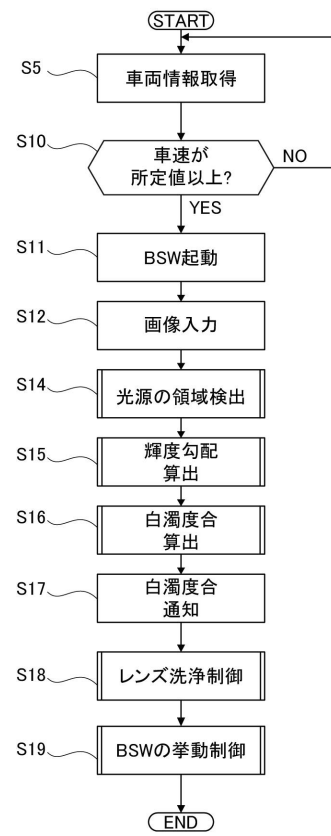 START
S5
車両情報取得
S10
車速が
所定値以上?
NO
YES
S11
BSW起動
S12
画像入力
S14
光源の領域検出
S15
輝度勾配
算出
S16
白濁度合
算出
S17
白濁度合
通知
S18
レンズ洗浄制御
S19
BSWの挙動制御
END